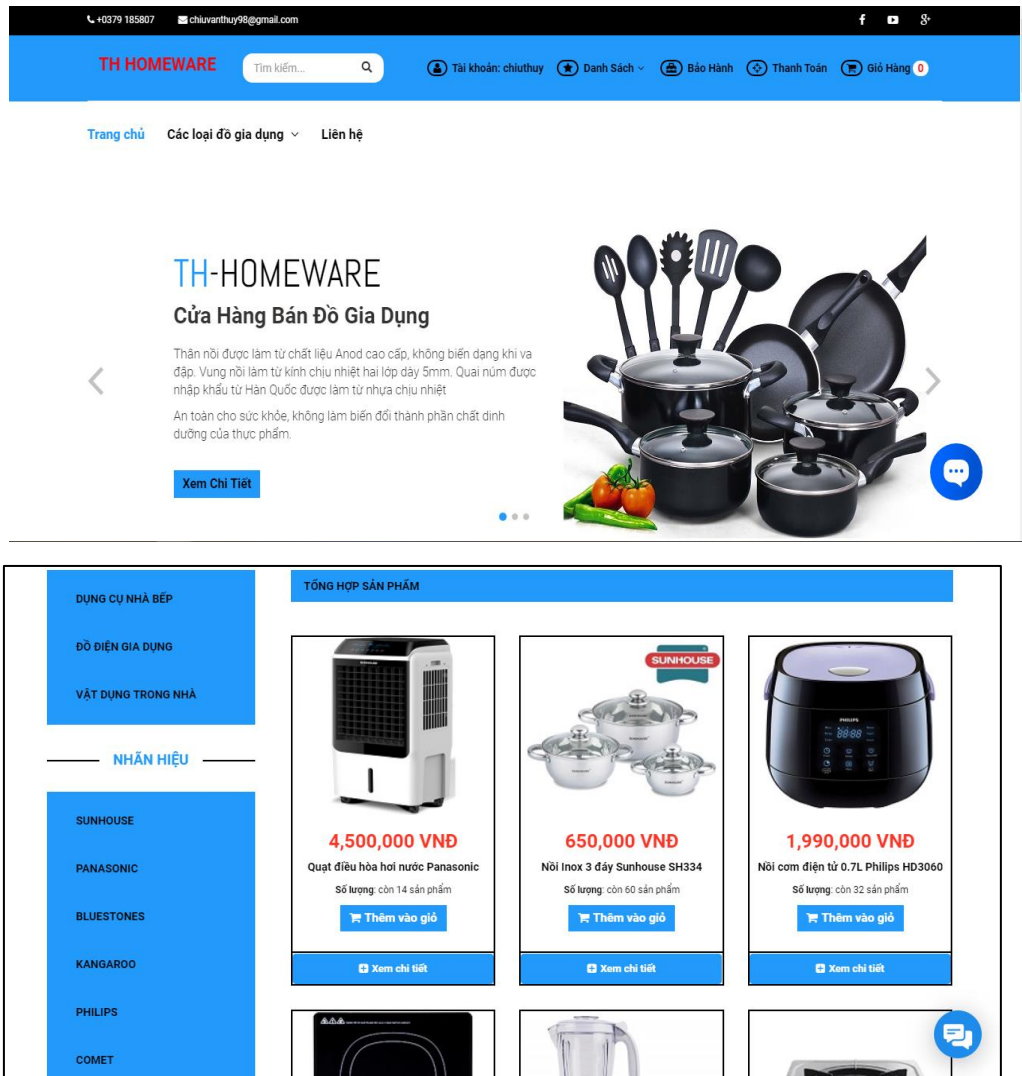 +0379 185807 chiuvanthuy98@gmail.com
TH HOMEWARE Tìm kiếm... Tài khoản: chiuthuy Danh Sách Bảo Hành Thanh Toán Giỏ Hàng 0
Trang chủ Các loại đồ gia dụng Liên hệ
TH-HOMEWARE
Cửa Hàng Bán Đồ Gia Dụng
Thân nồi được làm từ chất liệu Anod cao cấp, không biến dạng khi va
đập. Vung nồi làm từ kính chịu nhiệt hai lớp dày 5mm. Quai núm được
nhập khẩu từ Hàn Quốc được làm từ nhựa chịu nhiệt
An toàn cho sức khỏe, không làm biến đổi thành phần chất dinh
dưỡng của thực phẩm.
Xem Chi Tiết
DỤNG CỤ NHÀ BẾP
ĐỒ ĐIỆN GIA DỤNG
VẬT DỤNG TRONG NHÀ
NHÃN HIỆU
SUNHOUSE
PANASONIC
BLUESTONES
KANGAROO
PHILIPS
COMET
TỔNG HỢP SẢN PHẨM
4,500,000 VNĐ
Quạt điều hòa hơi nước Panasonic
Số lượng: còn 14 sản phẩm
Thêm vào giỏ
Xem chi tiết
SUNHOUSE
650,000 VNĐ
Nồi Inox 3 đáy Sunhouse SH334
Số lượng: còn 60 sản phẩm
Thêm vào giỏ
Xem chi tiết
PHILIPS
88:88
1,990,000 VNĐ
Nồi cơm điện tử 0.7L Philips HD3060
Số lượng: còn 32 sản phẩm
Thêm vào giỏ
Xem chi tiết